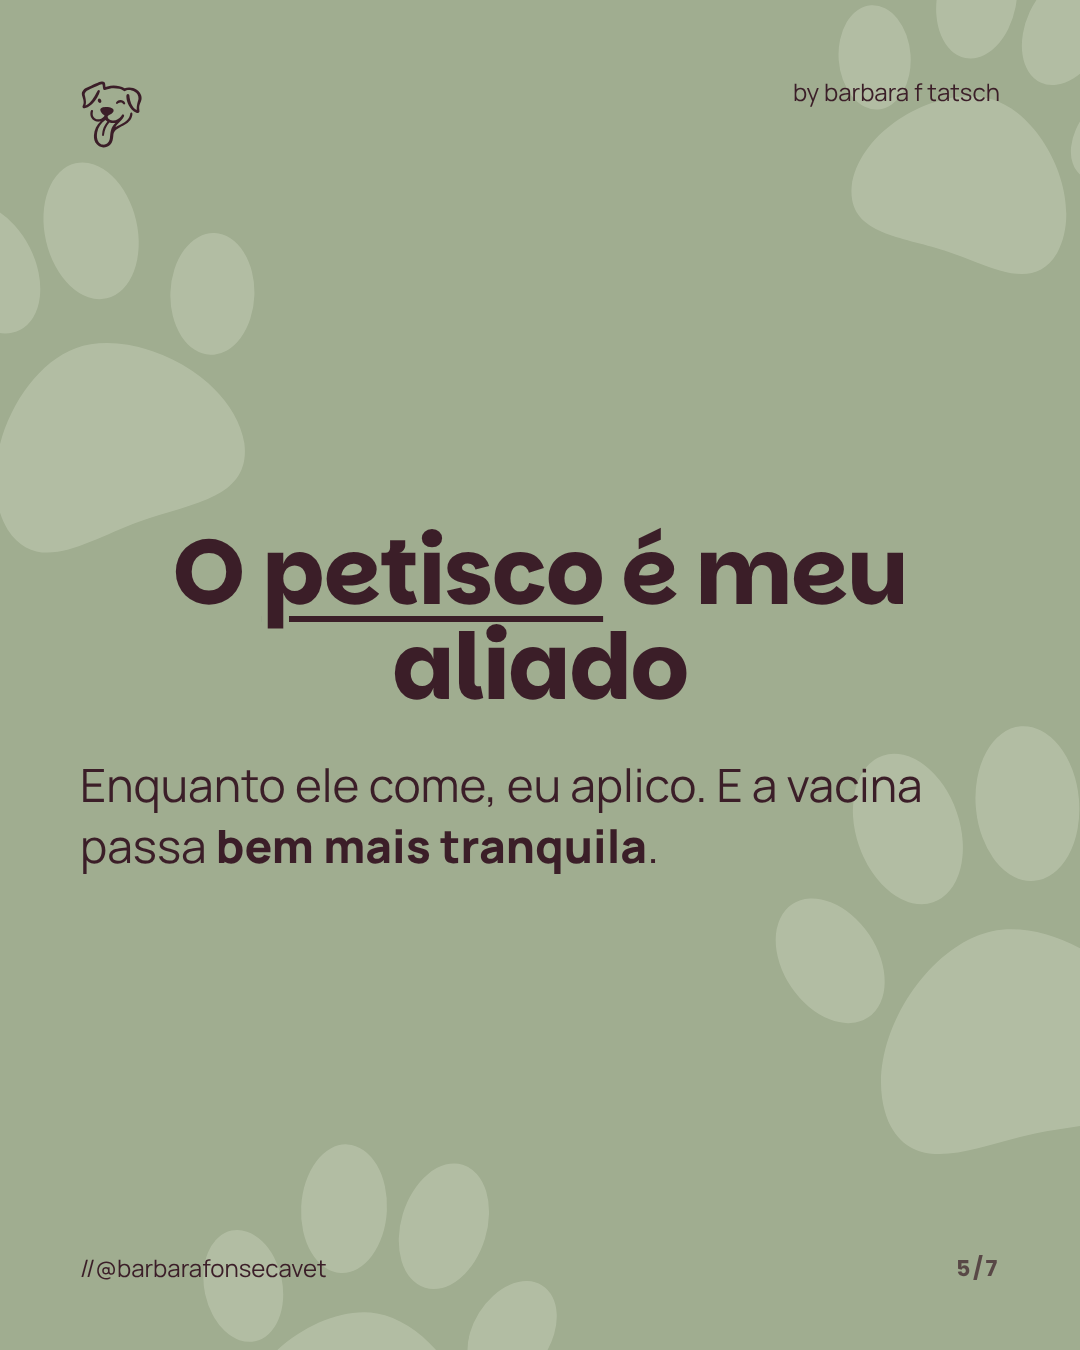 by barbara f tatsch
O petisco é meu
aliado
Enquanto ele come, eu aplico. E a vacina
passa bem mais tranquila.
//@barbarafonsecavet
5/7